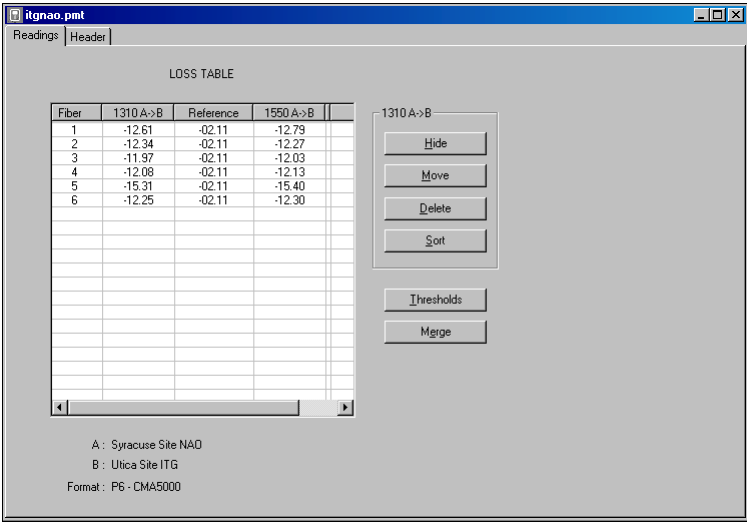 itgnao.pmt
Readings Header
LOSS TABLE
Fiber 1310 A->B Reference 1550 A->B
1 -12.61 -02.11 -12.79
2 -12.34 -02.11 -12.27
3 -11.97 -02.11 -12.03
4 -12.08 -02.11 -12.13
5 -15.31 -02.11 -15.40
6 -12.25 -02.11 -12.30
1310 A->B
Hide
Move
Delete
Sort
Thresholds
Merge
A : Syracuse Site NAO
B : Utica Site ITG
Format : P6 - CMA5000